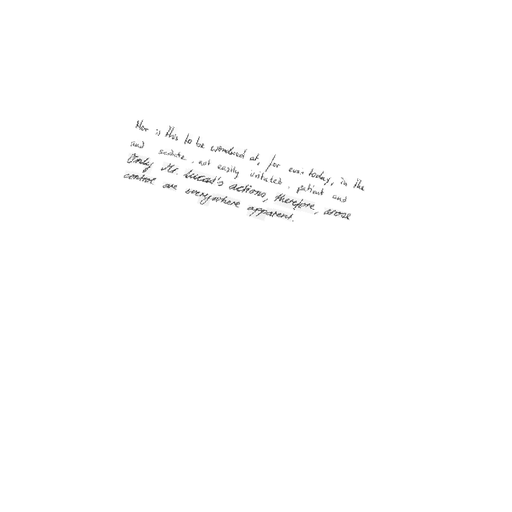 Nor is this to be wondered at, for even today, in the
and sedate, not easily irritated, patient and
Only Mr. Lucas's actions, therefore, arose
control are everywhere apparent.